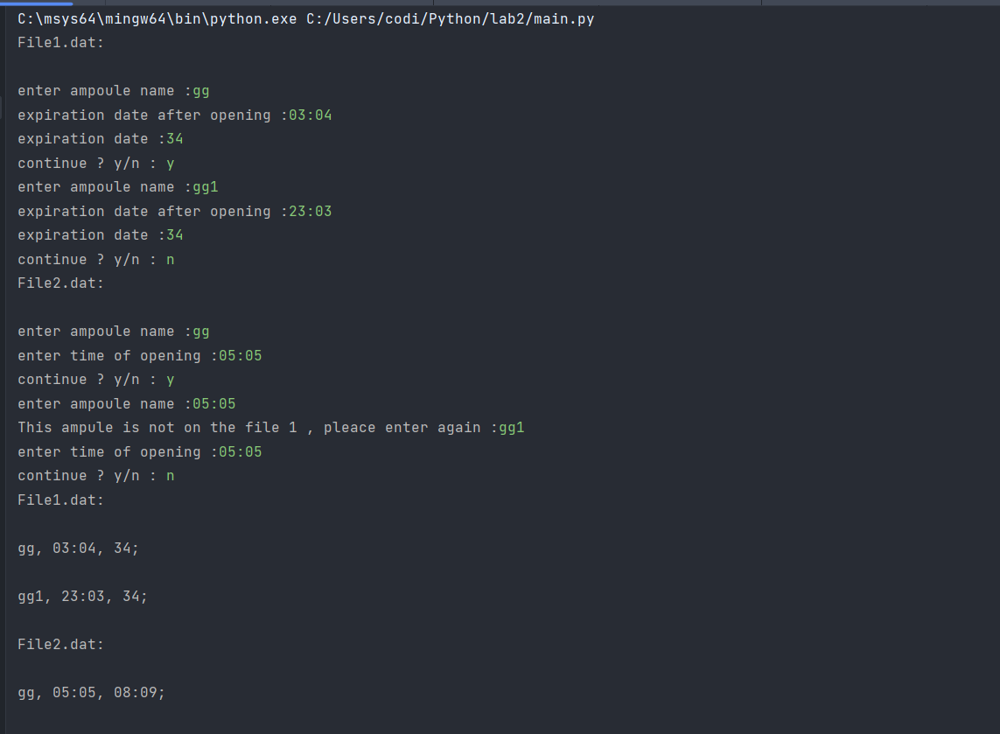 C:\msys64\mingw64\bin\python.exe C:/Users/codi/Python/lab2/main.py
File1.dat:
enter ampoule name :gg
expiration date after opening :03:04
expiration date :34
continue ? y/n : y
enter ampoule name :gg1
expiration date after opening :23:03
expiration date :34
continue ? y/n : n
File2.dat:
enter ampoule name :gg
enter time of opening :05:05
continue ? y/n : y
enter ampoule name :05:05
This ampule is not on the file 1 , pleace enter again :gg1
enter time of opening :05:05
continue ? y/n : n
File1.dat:
gg, 03:04, 34;
gg1, 23:03, 34;
File2.dat:
gg, 05:05, 08:09;